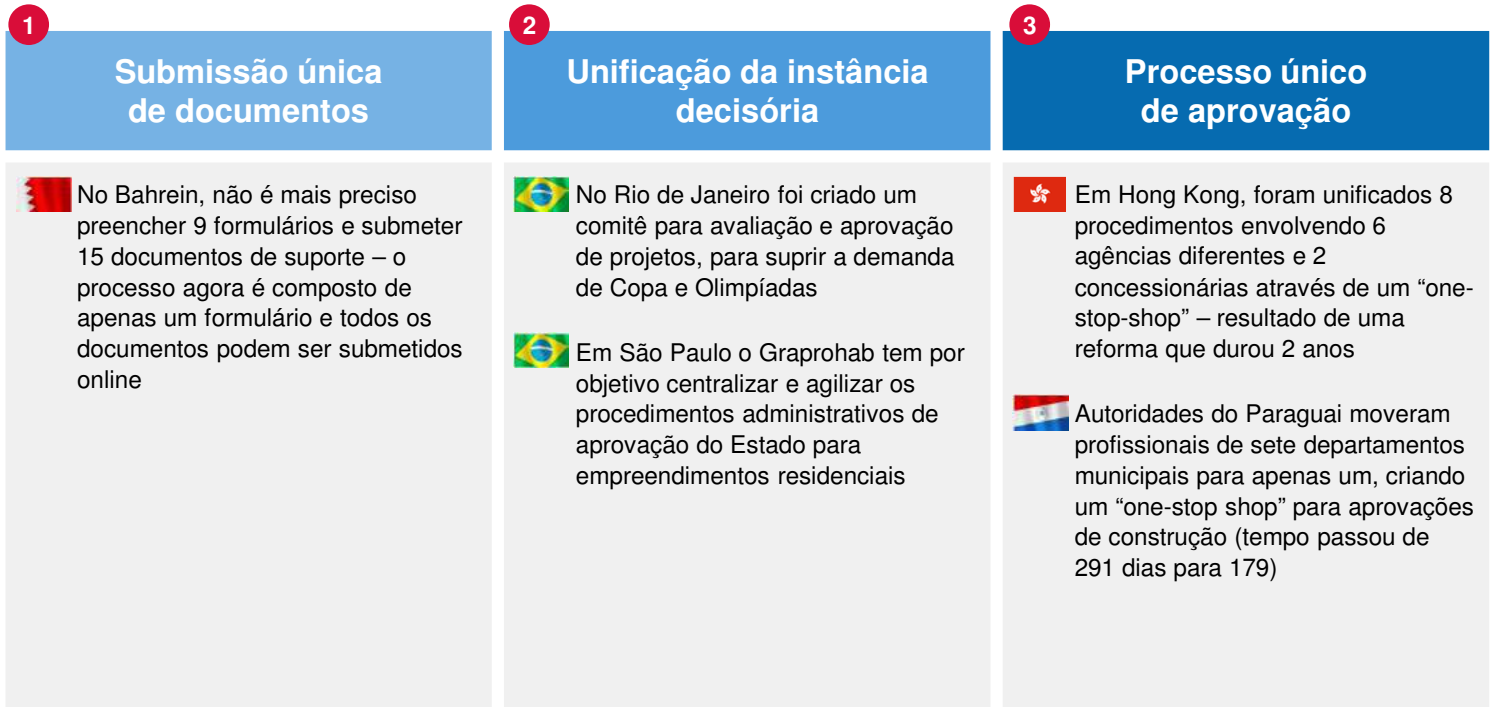 1
Submissão única
de documentos
No Bahrein, não é mais preciso
preencher 9 formulários e submeter
15 documentos de suporte – o
processo agora é composto de
apenas um formulário e todos os
documentos podem ser submetidos
online
2
Unificação da instância
decisória
No Rio de Janeiro foi criado um
comitê para avaliação e aprovação
de projetos, para suprir a demanda
de Copa e Olimpíadas
Em São Paulo o Graprohab tem por
objetivo centralizar e agilizar os
procedimentos administrativos de
aprovação do Estado para
empreendimentos residenciais
3
Processo único
de aprovação
Em Hong Kong, foram unificados 8
procedimentos envolvendo 6
agências diferentes e 2
concessionárias através de um “one-
stop-shop” – resultado de uma
reforma que durou 2 anos
Autoridades do Paraguai moveram
profissionais de sete departamentos
municipais para apenas um, criando
um “one-stop shop” para aprovações
de construção (tempo passou de
291 dias para 179)